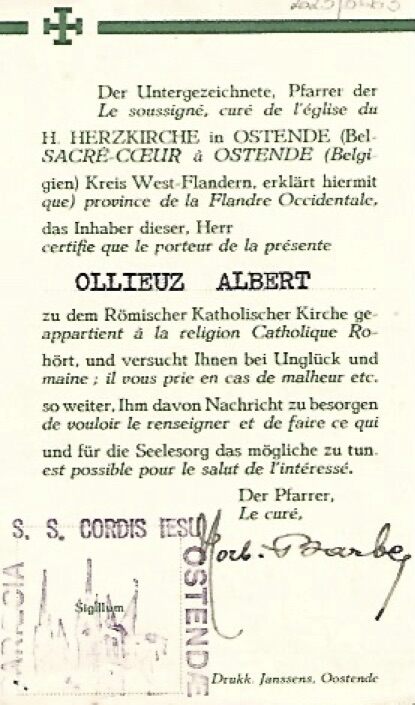 Der Untergezeichnete, Pfarrer der
Le soussigné, curé de l'église du
H. HERZKIRCHE in OSTENDE (Bel-
SACRÉ-CŒUR à OSTENDE (Belgi-
gien) Kreis West-Flandern, erklärt hiermit
que) province de la Flandre Occidentale,
das Inhaber dieser, Herr
certifie que le porteur de la présente
OLLIEUZ ALBERT
zu dem Römischer Katholischer Kirche ge-
appartient à la religion Catholique Ro-
hört, und versucht Ihnen bei Unglück und
maine ; il vous prie en cas de malheur etc.
so weiter, Ihm davon Nachricht zu besorgen
de vouloir le renseigner et de faire ce qui
und für die Seelesorg das mögliche zu tun.
est possible pour le salut de l'intéressé.
Der Pfarrer,
Le curé,
S. S. CORDIS IESU
OSTENDE
Sigillum
Drukk. Janssens, Oostende